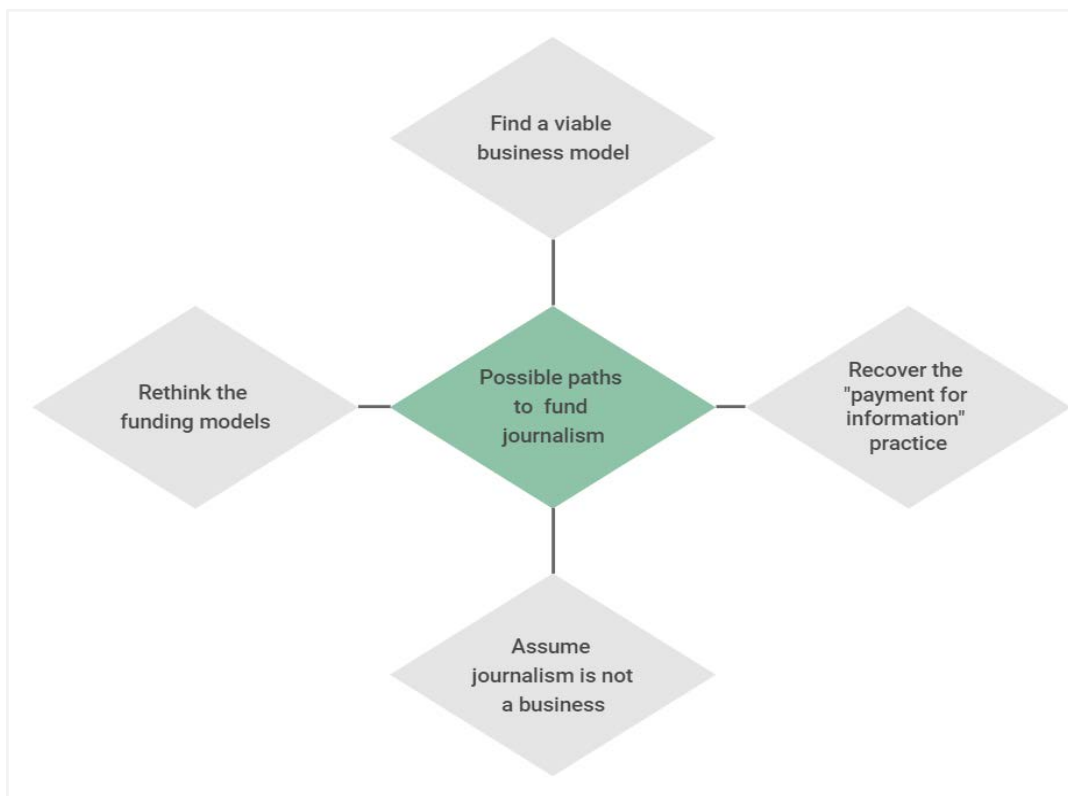 Find a viable
business model
Rethink the
funding models
Possible paths
to fund
journalism
Recover the
"payment for
information"
practice
Assume
journalism is not
a business